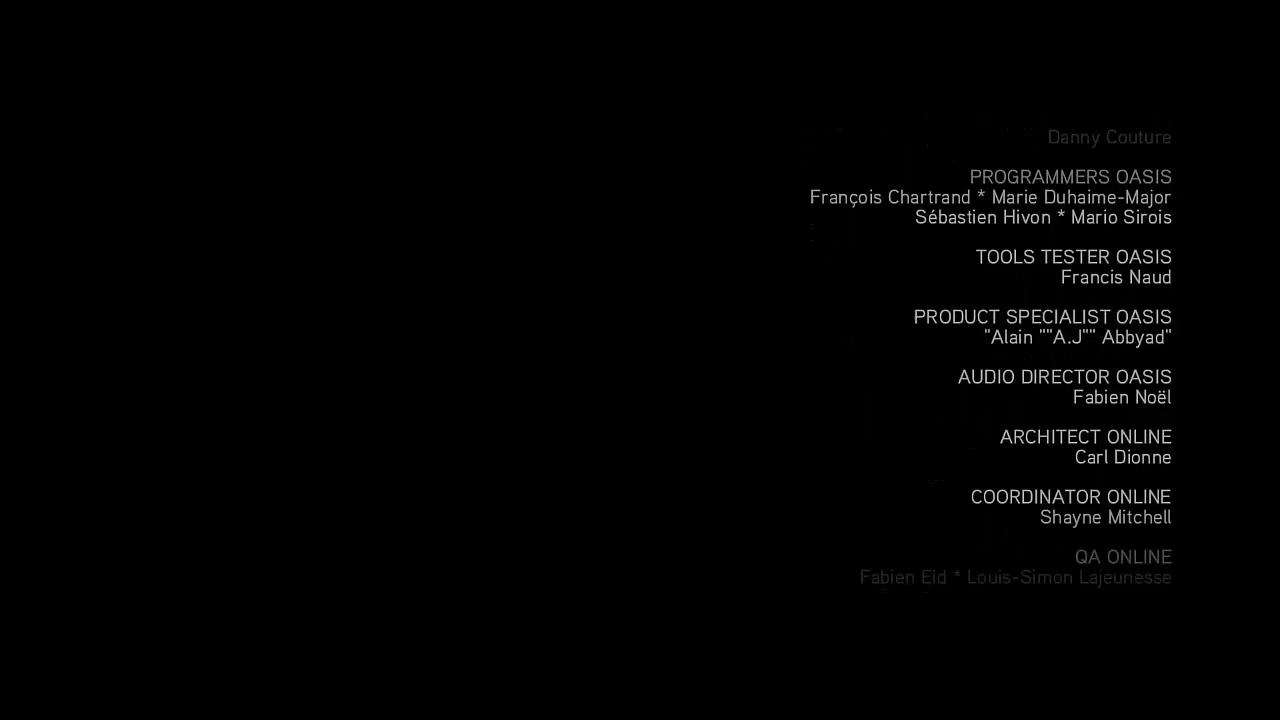 Danny Couture
PROGRAMMERS OASIS
François Chartrand * Marie Duhaime-Major
Sébastien Hivon * Mario Sirois
TOOLS TESTER OASIS
Francis Naud
PRODUCT SPECIALIST OASIS
"Alain ""A.J"" Abbyad"
AUDIO DIRECTOR OASIS
Fabien Noël
ARCHITECT ONLINE
Carl Dionne
COORDINATOR ONLINE
Shayne Mitchell
QA ONLINE
Fabien Eid * Louis-Simon Lajeunesse